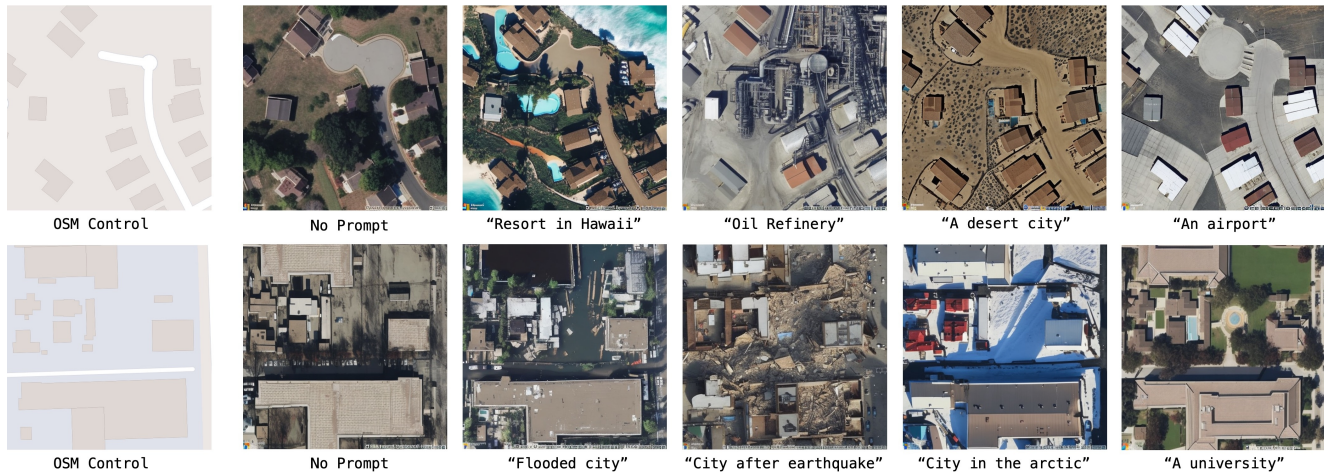 OSM Control
No Prompt
“Resort in Hawaii”
“Oil Refinery”
“A desert city”
“An airport”
OSM Control
No Prompt
“Flooded city”
“City after earthquake”
“City in the arctic”
“A university”